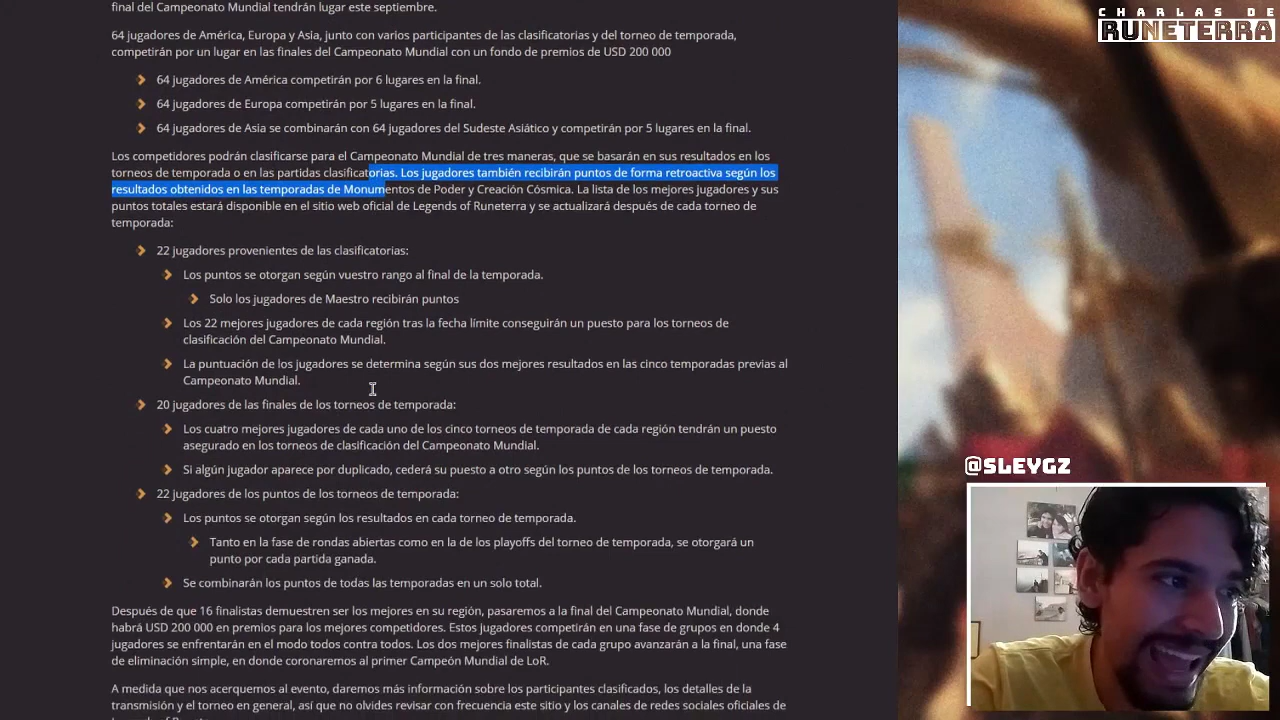 final del Campeonato Mundial tendrán lugar este septiembre.
64 jugadores de América, Europa y Asia, junto con varios participantes de las clasificatorias y del torneo de temporada,
competirán por un lugar en las finales del Campeonato Mundial con un fondo de premios de USD 200 000
64 jugadores de América competirán por 6 lugares en la final.
64 jugadores de Europa competirán por 5 lugares en la final.
64 jugadores de Asia se combinarán con 64 jugadores del Sudeste Asiático y competirán por 5 lugares en la final.
Los competidores podrán clasificarse para el Campeonato Mundial de tres maneras, que se basarán en sus resultados en los
torneos de temporada o en las partidas clasificatorias. Los jugadores también recibirán puntos de forma retroactiva según los
resultados obtenidos en las temporadas de Monumentos de Poder y Creación Cósmica. La lista de los mejores jugadores y sus
puntos totales estará disponible en el sitio web oficial de Legends of Runeterra y se actualizará después de cada torneo de
temporada:
22 jugadores provenientes de las clasificatorias:
Los puntos se otorgan según vuestro rango al final de la temporada.
Solo los jugadores de Maestro recibirán puntos
Los 22 mejores jugadores de cada región tras la fecha límite conseguirán un puesto para los torneos de
clasificación del Campeonato Mundial.
La puntuación de los jugadores se determina según sus dos mejores resultados en las cinco temporadas previas al
Campeonato Mundial.
20 jugadores de las finales de los torneos de temporada:
Los cuatro mejores jugadores de cada uno de los cinco torneos de temporada de cada región tendrán un puesto
asegurado en los torneos de clasificación del Campeonato Mundial.
Si algún jugador aparece por duplicado, cederá su puesto a otro según los puntos de los torneos de temporada.
22 jugadores de los puntos de los torneos de temporada:
Los puntos se otorgan según los resultados en cada torneo de temporada.
Tanto en la fase de rondas abiertas como en la de los playoffs del torneo de temporada, se otorgará un
punto por cada partida ganada.
Se combinarán los puntos de todas las temporadas en un solo total.
Después de que 16 finalistas demuestren ser los mejores en su región, pasaremos a la final del Campeonato Mundial, donde
habrá USD 200 000 en premios para los mejores competidores. Estos jugadores competirán en una fase de grupos en donde 4
jugadores se enfrentarán en el modo todos contra todos. Los dos mejores finalistas de cada grupo avanzarán a la final, una fase
de eliminación simple, en donde coronaremos al primer Campeón Mundial de LoR.
A medida que nos acerquemos al evento, daremos más información sobre los participantes clasificados, los detalles de la
transmisión y el torneo en general, así que no olvides revisar con frecuencia este sitio y los canales de redes sociales oficiales de
CHARLAS DE
RUNETERRA
@SLEYGZ